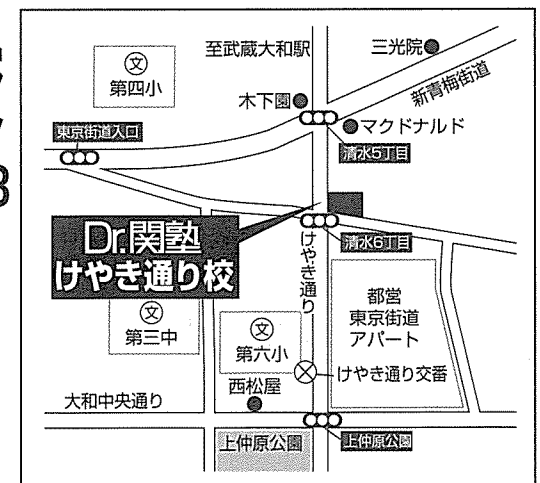 至武蔵大和駅
三光院
文
第四小
新青梅街道
木下園
マクドナルド
東京街道入口
清水5丁目
Dr.関塾
けやき通り校
清水6丁目
けやき通り
都営
東京街道
アパート
文
第三中
文
第六小
けやき通り交番
西松屋
大和中央通り
上仲原公園
上仲原公園